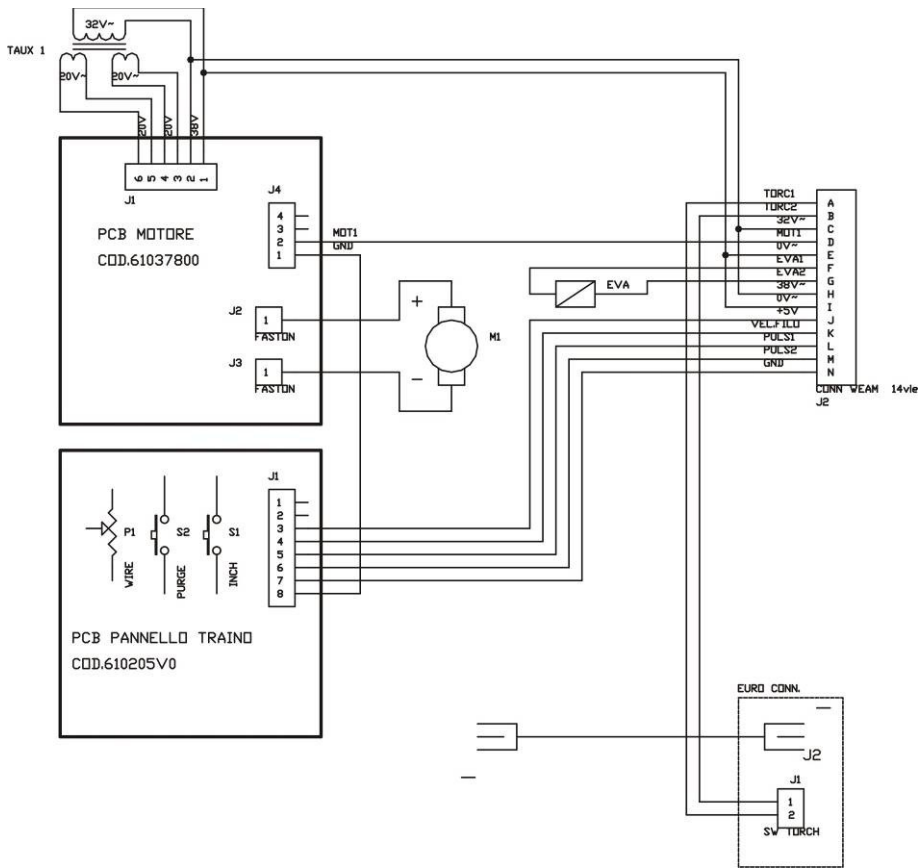 32V~
TAUX 1
20V~ 20V~
20V 20V 38V
6 5 4 3 2 1
J1
PCB MOTORE
COD.61037800
J4
4
3
2
1
MOT1
GND
J2
1
FASTON
J3
1
FASTON
+
M1
−
EVA
TORC1 A
TORC2 B
32V~ C
MOT1 D
0V~ E
EVA1 F
EVA2 G
38V~ H
0V~ I
+5V J
VEL.FILO K
PULS1 L
PULS2 M
GND N
CONN WEAM 14vie
J2
J1
1
2
3
4
5
6
7
8
P1
WIRE
S2
PURGE
S1
INCH
PCB PANNELLO TRAINO
COD.610205V0
EURO CONN.
J2
J1
1
2
SW TORCH